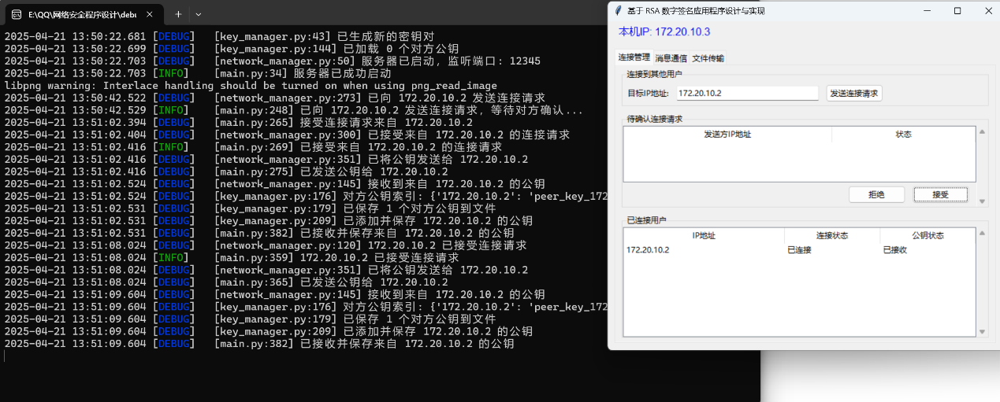 E:\QQ\网络安全程序设计\debu
2025-04-21 13:50:22.681 [DEBUG] [key_manager.py:43] 已生成新的密钥对
2025-04-21 13:50:22.699 [DEBUG] [key_manager.py:144] 已加载 0 个对方公钥
2025-04-21 13:50:22.703 [DEBUG] [network_manager.py:50] 服务器已启动，监听端口：12345
2025-04-21 13:50:22.703 [INFO] [main.py:34] 服务器已成功启动
libpng warning: Interlace handling should be turned on when using png_read_image
2025-04-21 13:50:42.522 [DEBUG] [network_manager.py:273] 已向 172.20.10.2 发送连接请求
2025-04-21 13:50:42.529 [INFO] [main.py:248] 已向 172.20.10.2 发送连接请求，等待对方确认...
2025-04-21 13:51:02.394 [DEBUG] [main.py:265] 接受连接请求来自 172.20.10.2
2025-04-21 13:51:02.404 [DEBUG] [network_manager.py:300] 已接受来自 172.20.10.2 的连接请求
2025-04-21 13:51:02.416 [INFO] [main.py:269] 已接受来自 172.20.10.2 的连接请求
2025-04-21 13:51:02.416 [DEBUG] [network_manager.py:351] 已将公钥发送给 172.20.10.2
2025-04-21 13:51:02.416 [DEBUG] [main.py:275] 已发送公钥给 172.20.10.2
2025-04-21 13:51:02.524 [DEBUG] [network_manager.py:145] 接收到来自 172.20.10.2 的公钥
2025-04-21 13:51:02.524 [DEBUG] [key_manager.py:176] 对方公钥索引：{'172.20.10.2': 'peer_key_172
2025-04-21 13:51:02.531 [DEBUG] [key_manager.py:179] 已保存 1 个对方公钥到文件
2025-04-21 13:51:02.531 [DEBUG] [key_manager.py:209] 已添加并保存 172.20.10.2 的公钥
2025-04-21 13:51:02.531 [DEBUG] [main.py:382] 已接收并保存来自 172.20.10.2 的公钥
2025-04-21 13:51:08.024 [DEBUG] [network_manager.py:120] 172.20.10.2 已接受连接请求
2025-04-21 13:51:08.024 [INFO] [main.py:359] 172.20.10.2 已接受连接请求
2025-04-21 13:51:08.024 [DEBUG] [network_manager.py:351] 已将公钥发送给 172.20.10.2
2025-04-21 13:51:08.024 [DEBUG] [main.py:365] 已发送公钥给 172.20.10.2
2025-04-21 13:51:09.604 [DEBUG] [network_manager.py:145] 接收到来自 172.20.10.2 的公钥
2025-04-21 13:51:09.604 [DEBUG] [key_manager.py:176] 对方公钥索引：{'172.20.10.2': 'peer_key_172
2025-04-21 13:51:09.604 [DEBUG] [key_manager.py:179] 已保存 1 个对方公钥到文件
2025-04-21 13:51:09.604 [DEBUG] [key_manager.py:209] 已添加并保存 172.20.10.2 的公钥
2025-04-21 13:51:09.604 [DEBUG] [main.py:382] 已接收并保存来自 172.20.10.2 的公钥
基于 RSA 数字签名应用程序设计与实现
本机IP: 172.20.10.3
连接管理 消息通信 文件传输
连接到其他用户
目标IP地址: 172.20.10.2 发送连接请求
待确认连接请求
发送方IP地址 状态
拒绝 接受
已连接用户
IP地址 连接状态 公钥状态
172.20.10.2 已连接 已接收